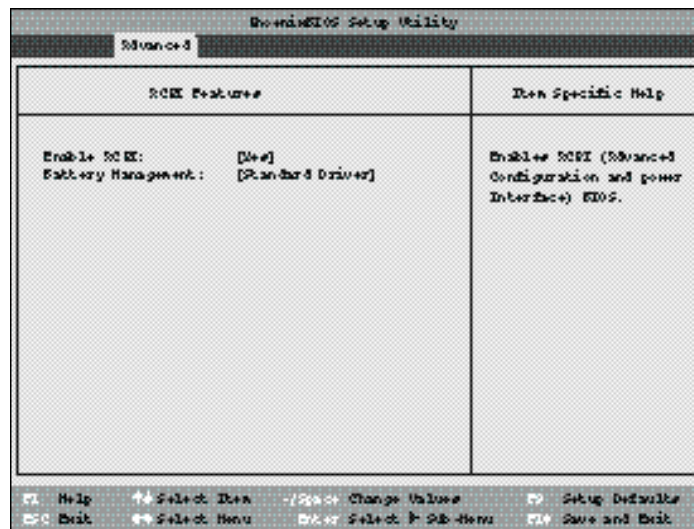 PhoenixBIOS Setup Utility
Advanced
ACPI Features
Item Specific Help
Enable ACPI: [Yes]
Battery Management: [Standard Driver]
Enables ACPI (Advanced
Configuration and power
Interface) BIOS.
F1 Help ↑↓ Select Item -/Space Change Values F9 Setup Defaults
ESC Exit ←→ Select Menu Enter Select ▶ Sub-Menu F10 Save and Exit